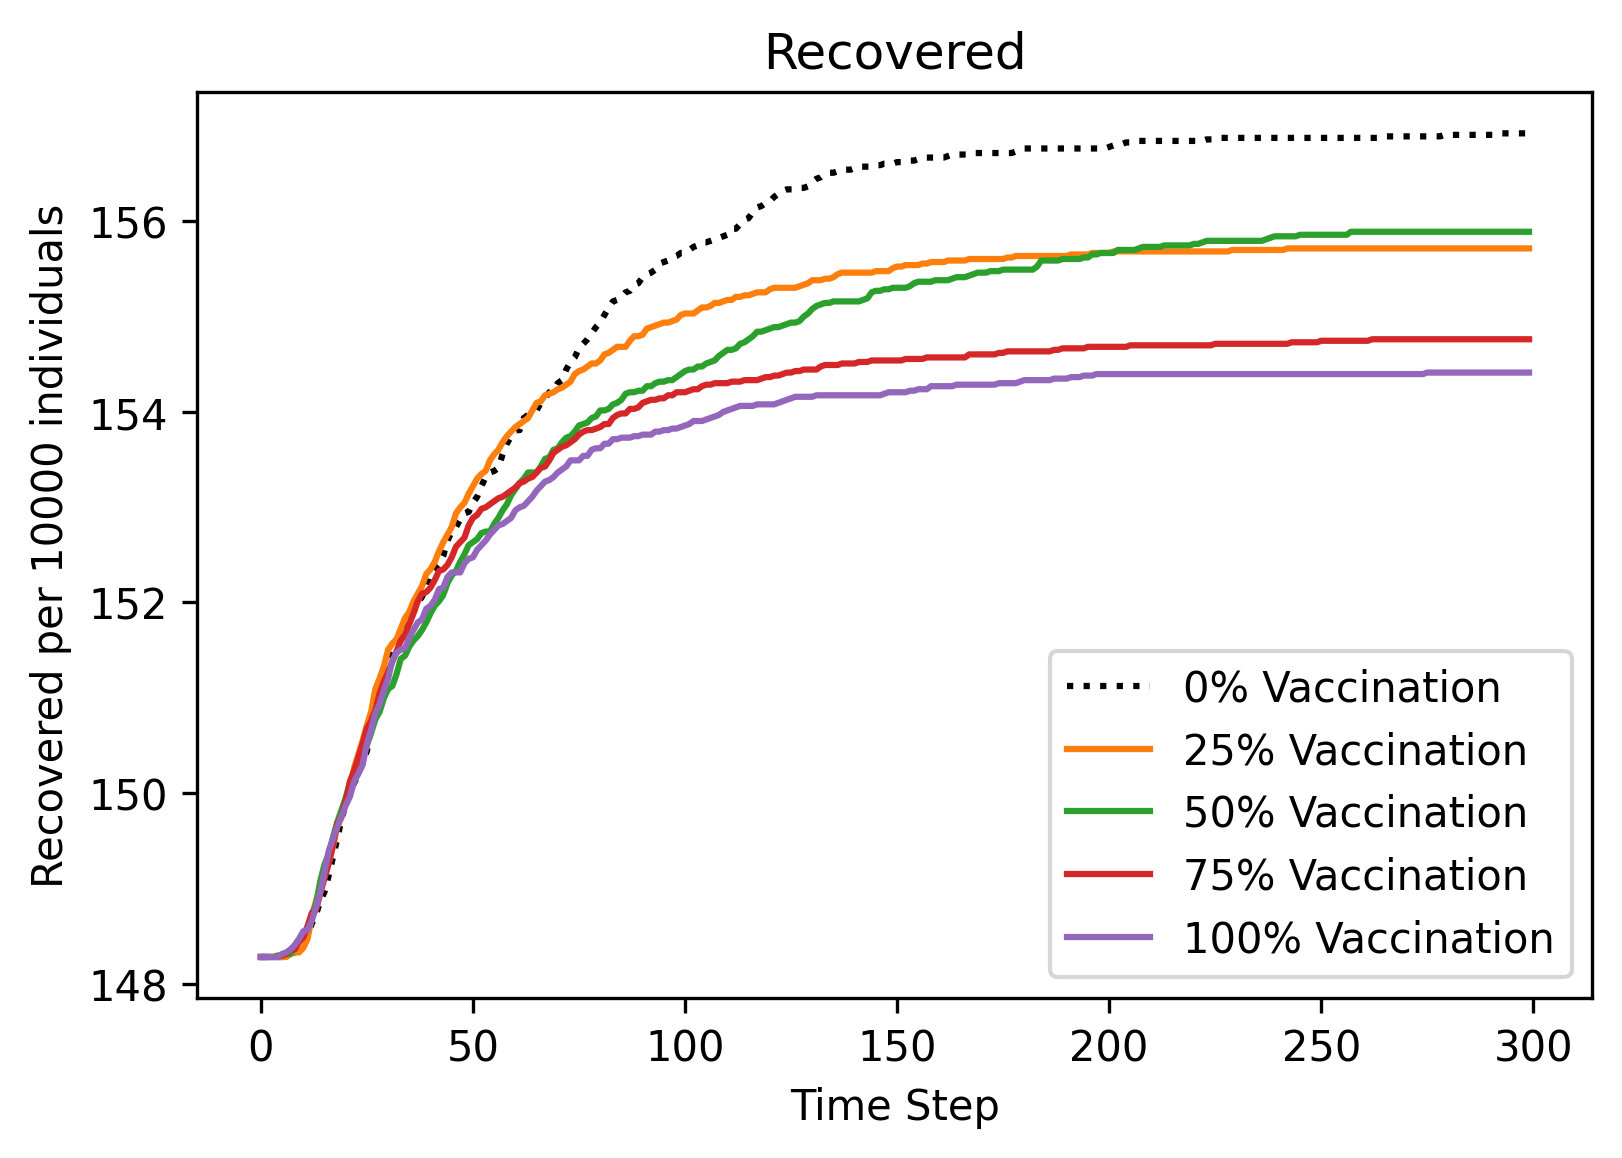 Recovered
Recovered per 10000 individuals
156
154
152
150
148
0% Vaccination
25% Vaccination
50% Vaccination
75% Vaccination
100% Vaccination
0 50 100 150 200 250 300
Time Step